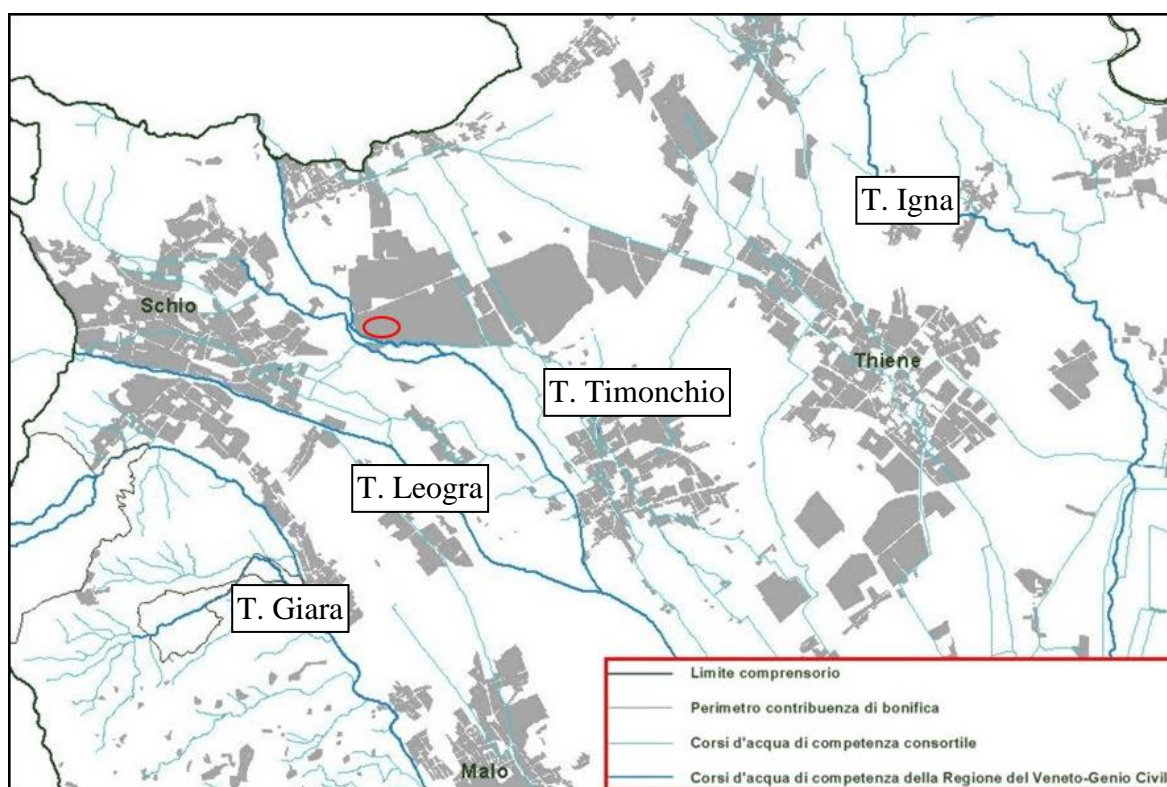 T. Igna
Schio
Thiene
T. Timonchio
T. Leogra
T. Giara
Malo
Limite comprensorio
Perimetro contribuenza di bonifica
Corsi d'acqua di competenza consortile
Corsi d'acqua di competenza della Regione del Veneto-Genio Civil